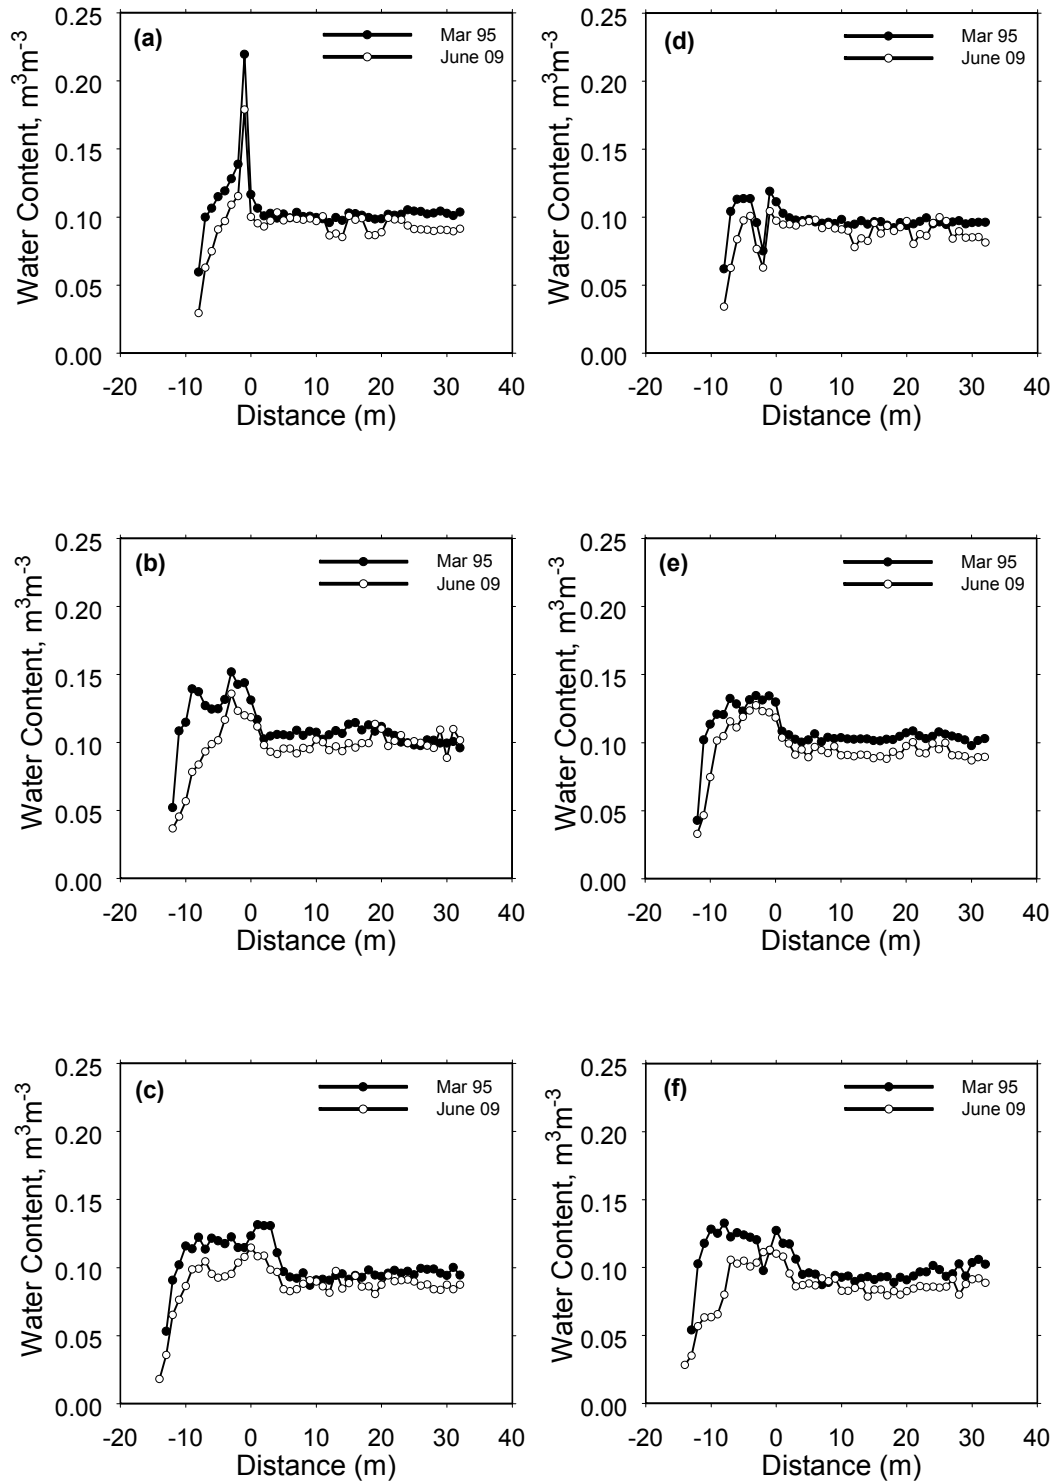 (a)
Mar 95
June 09
0.25
0.20
0.15
0.10
0.05
0.00
Water Content, m³m⁻³
-20 -10 0 10 20 30 40
Distance (m)
(d)
Mar 95
June 09
0.25
0.20
0.15
0.10
0.05
0.00
Water Content, m³m⁻³
-20 -10 0 10 20 30 40
Distance (m)
(b)
Mar 95
June 09
0.25
0.20
0.15
0.10
0.05
0.00
Water Content, m³m⁻³
-20 -10 0 10 20 30 40
Distance (m)
(e)
Mar 95
June 09
0.25
0.20
0.15
0.10
0.05
0.00
Water Content, m³m⁻³
-20 -10 0 10 20 30 40
Distance (m)
(c)
Mar 95
June 09
0.25
0.20
0.15
0.10
0.05
0.00
Water Content, m³m⁻³
-20 -10 0 10 20 30 40
Distance (m)
(f)
Mar 95
June 09
0.25
0.20
0.15
0.10
0.05
0.00
Water Content, m³m⁻³
-20 -10 0 10 20 30 40
Distance (m)